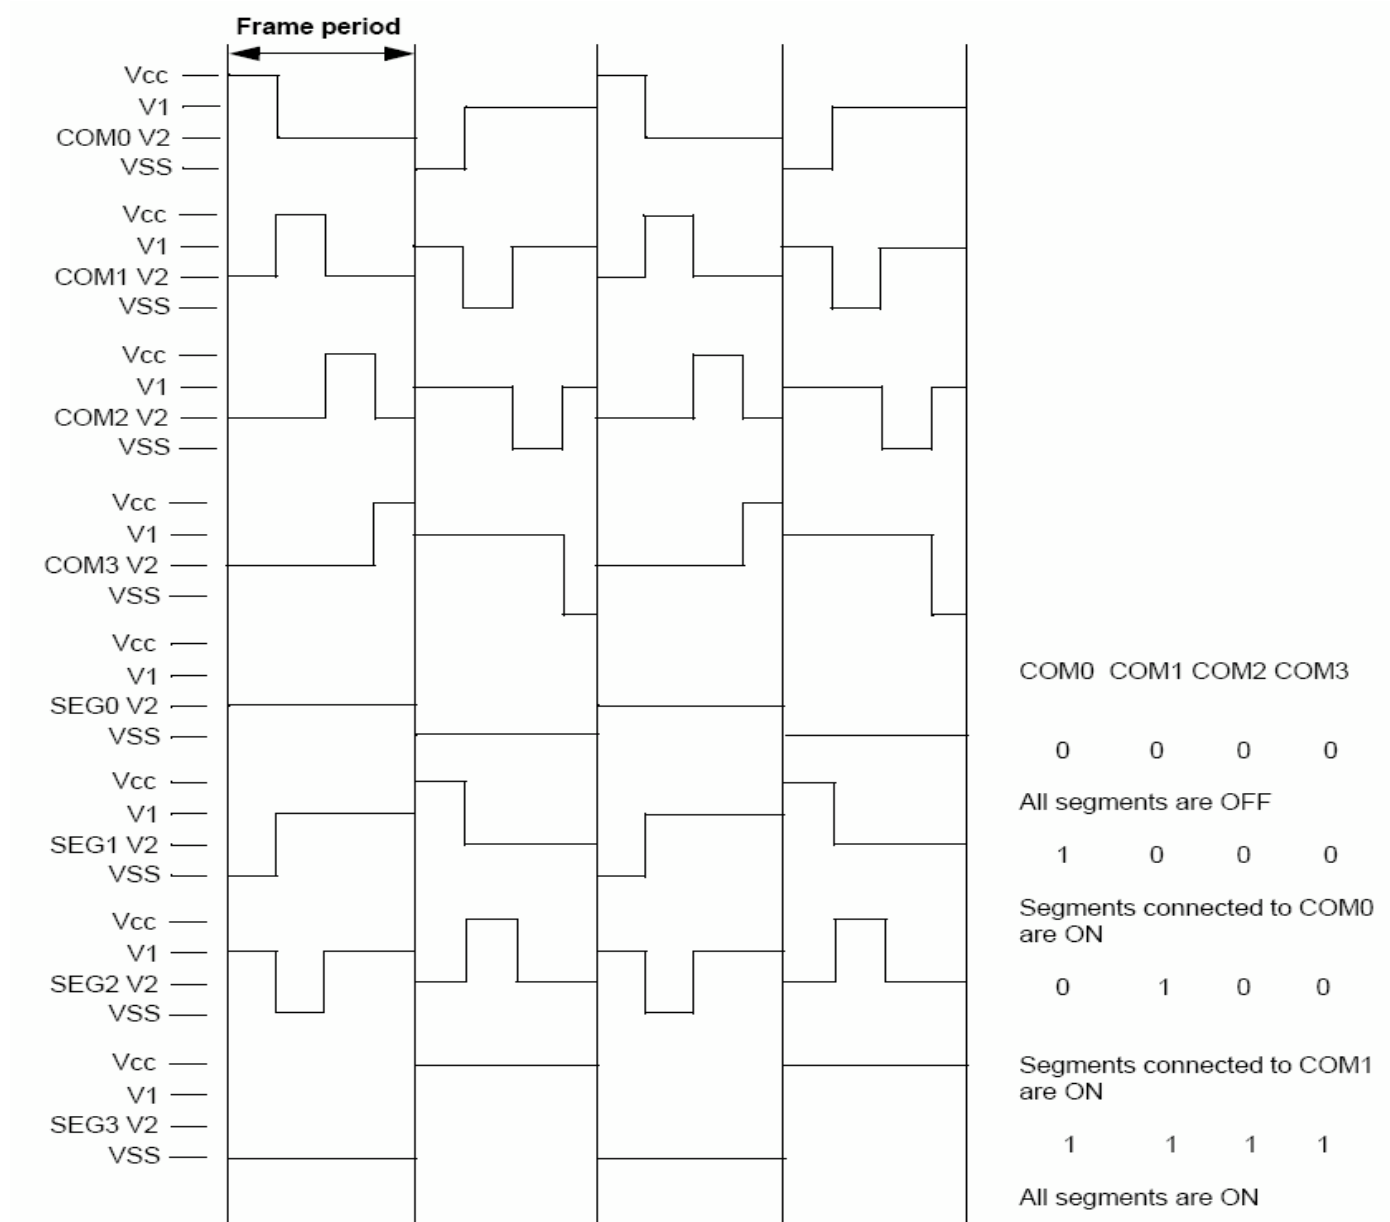 Frame period
Vcc
V1
COM0 V2
VSS
Vcc
V1
COM1 V2
VSS
Vcc
V1
COM2 V2
VSS
Vcc
V1
COM3 V2
VSS
Vcc
V1
SEG0 V2
VSS
Vcc
V1
SEG1 V2
VSS
Vcc
V1
SEG2 V2
VSS
Vcc
V1
SEG3 V2
VSS
COM0 COM1 COM2 COM3
0 0 0 0
All segments are OFF
1 0 0 0
Segments connected to COM0
are ON
0 1 0 0
Segments connected to COM1
are ON
1 1 1 1
All segments are ON